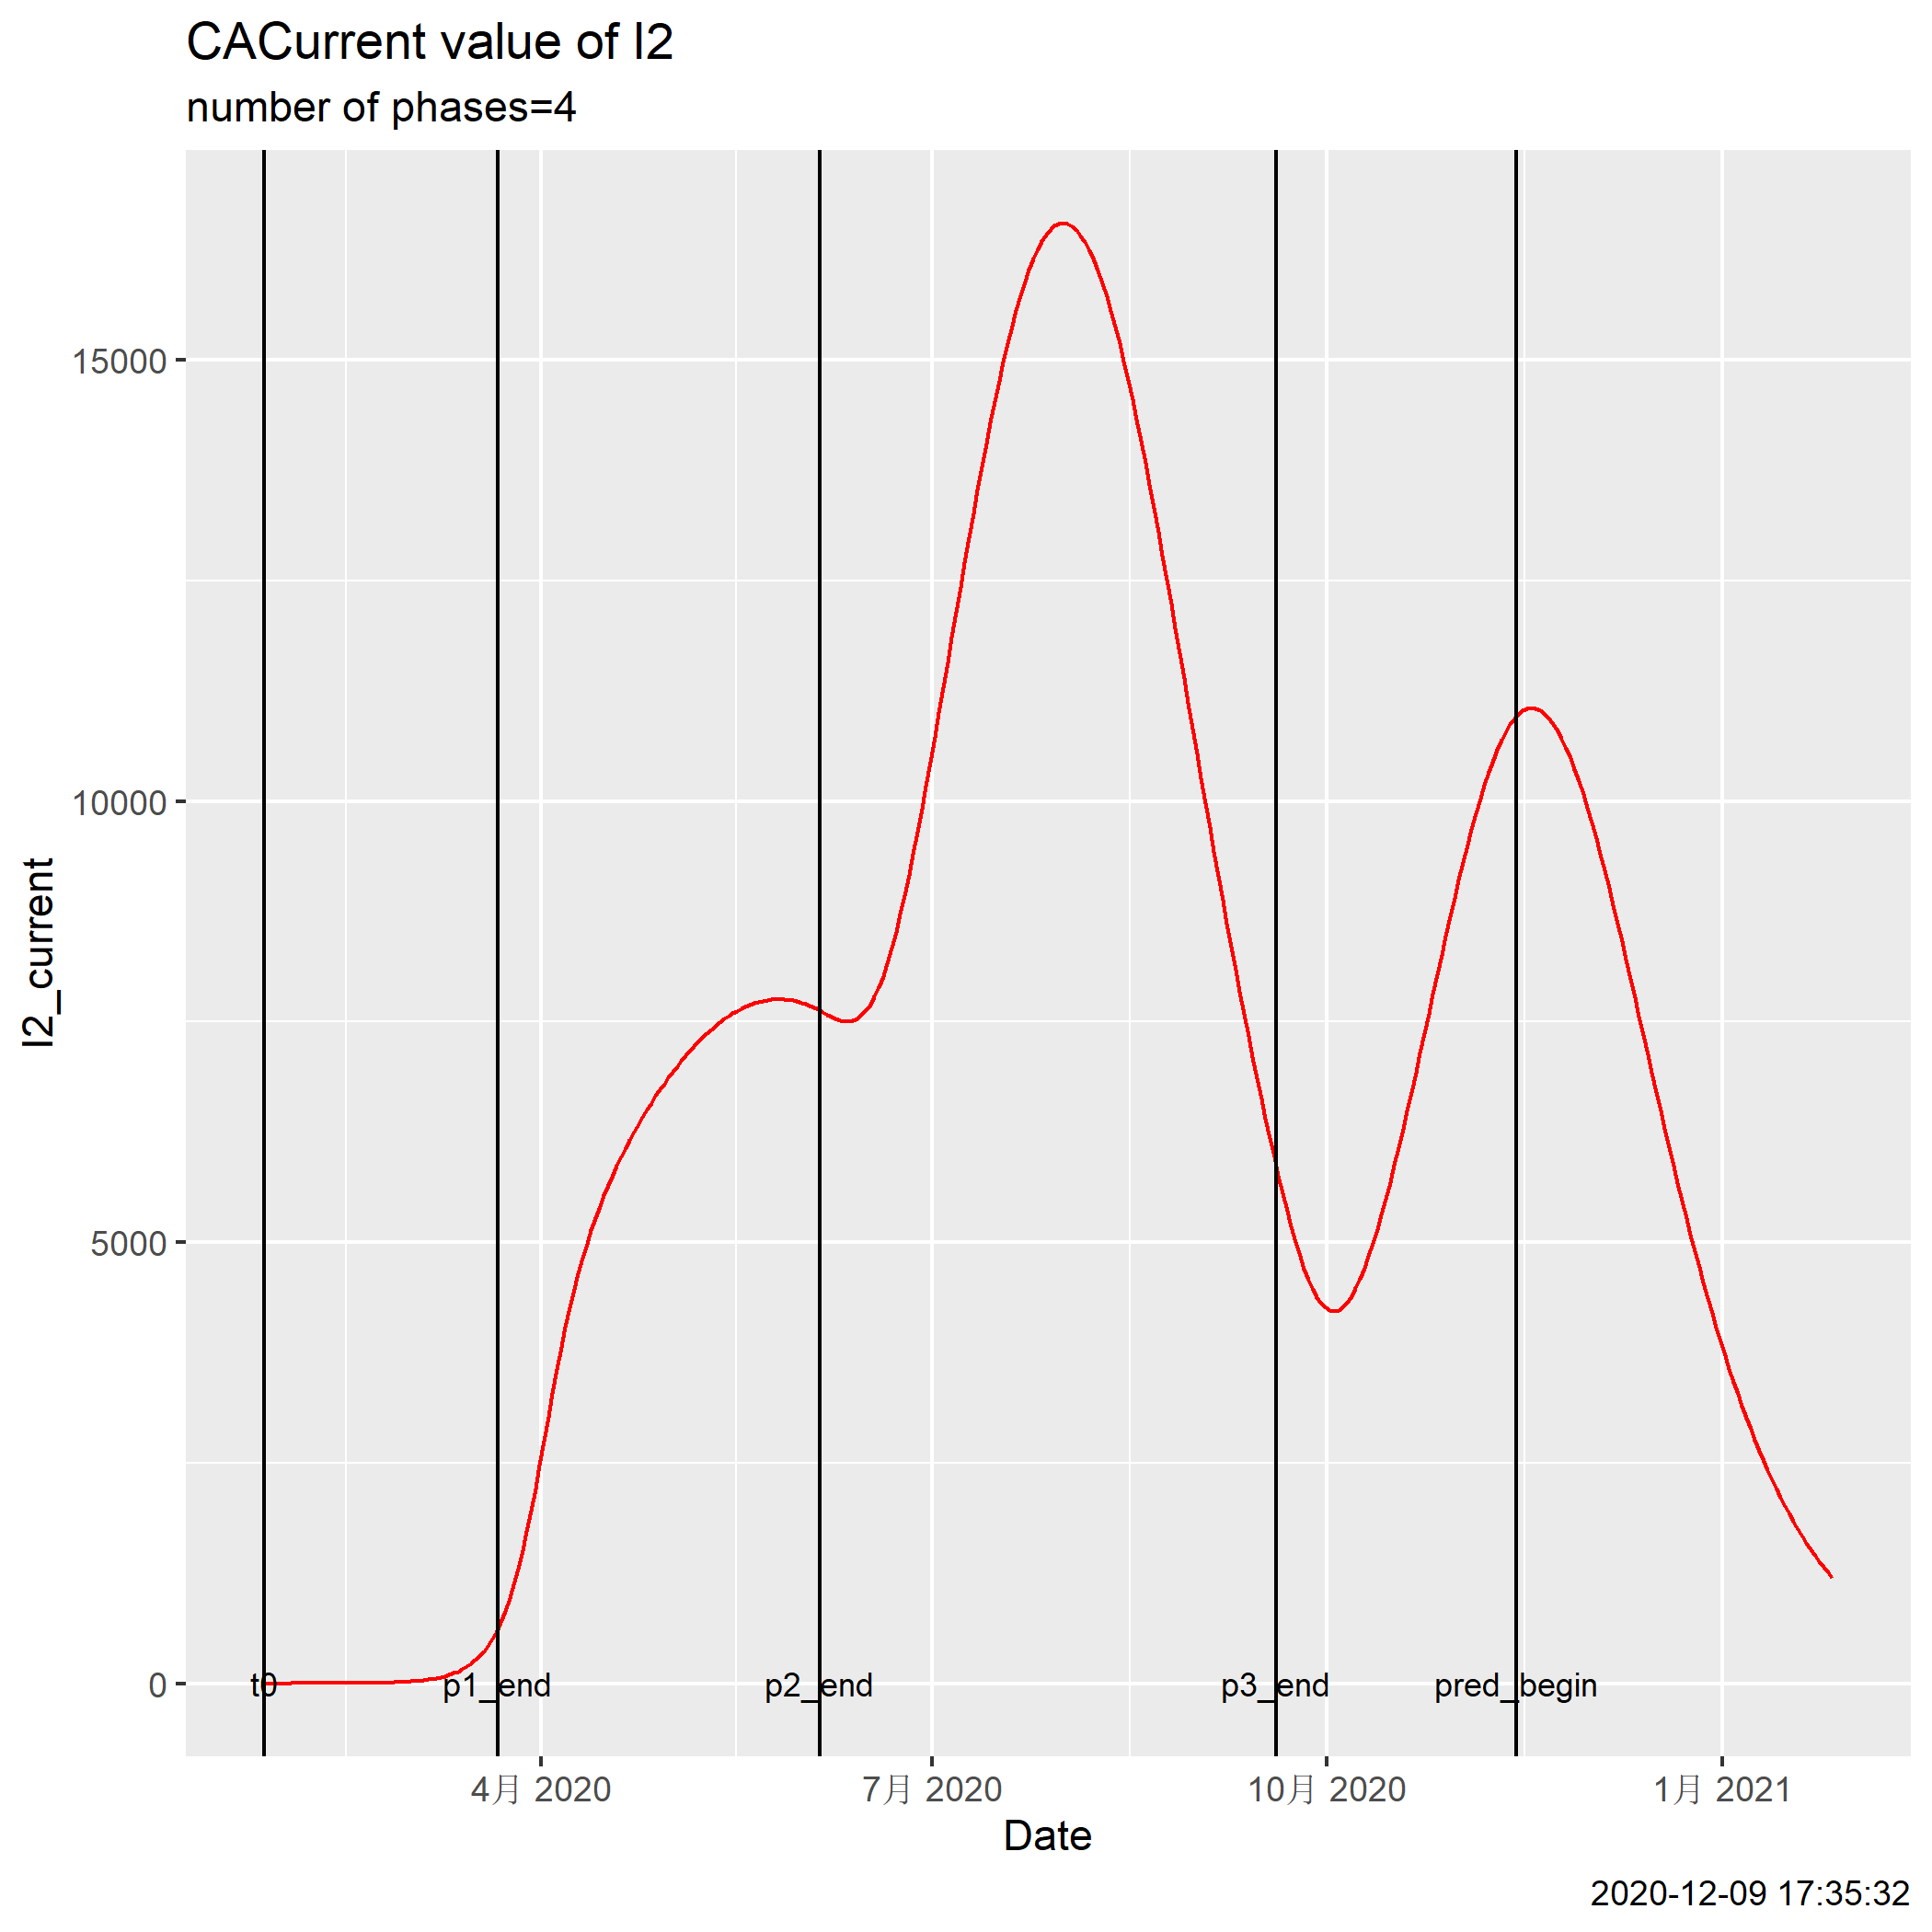 CACurrent value of I2
number of phases=4
I2_current
15000
10000
5000
0
t0
p1_end
p2_end
p3_end
pred_begin
4月 2020
7月 2020
10月 2020
1月 2021
Date
2020-12-09 17:35:32